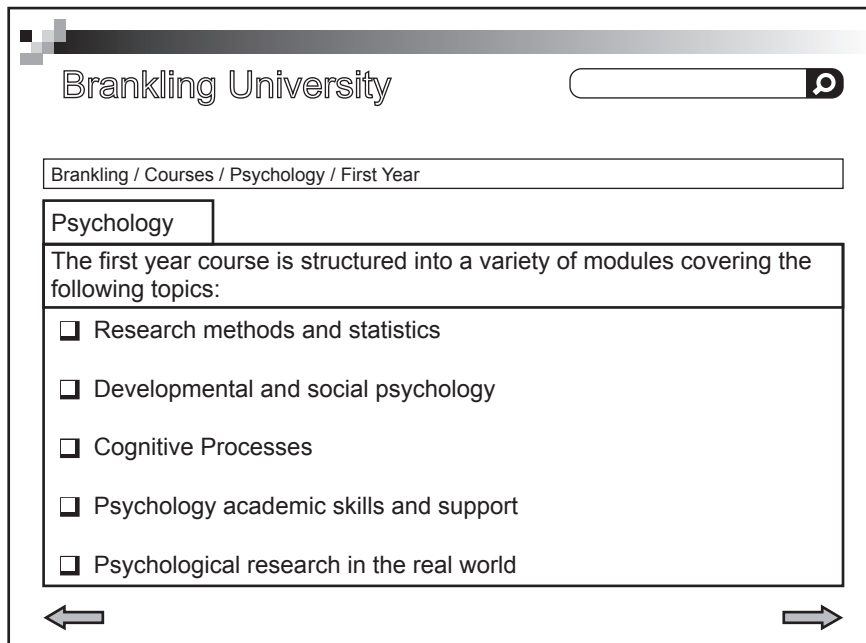 Brankling University
Brankling / Courses / Psychology / First Year
Psychology
The first year course is structured into a variety of modules covering the
following topics:
Research methods and statistics
Developmental and social psychology
Cognitive Processes
Psychology academic skills and support
Psychological research in the real world